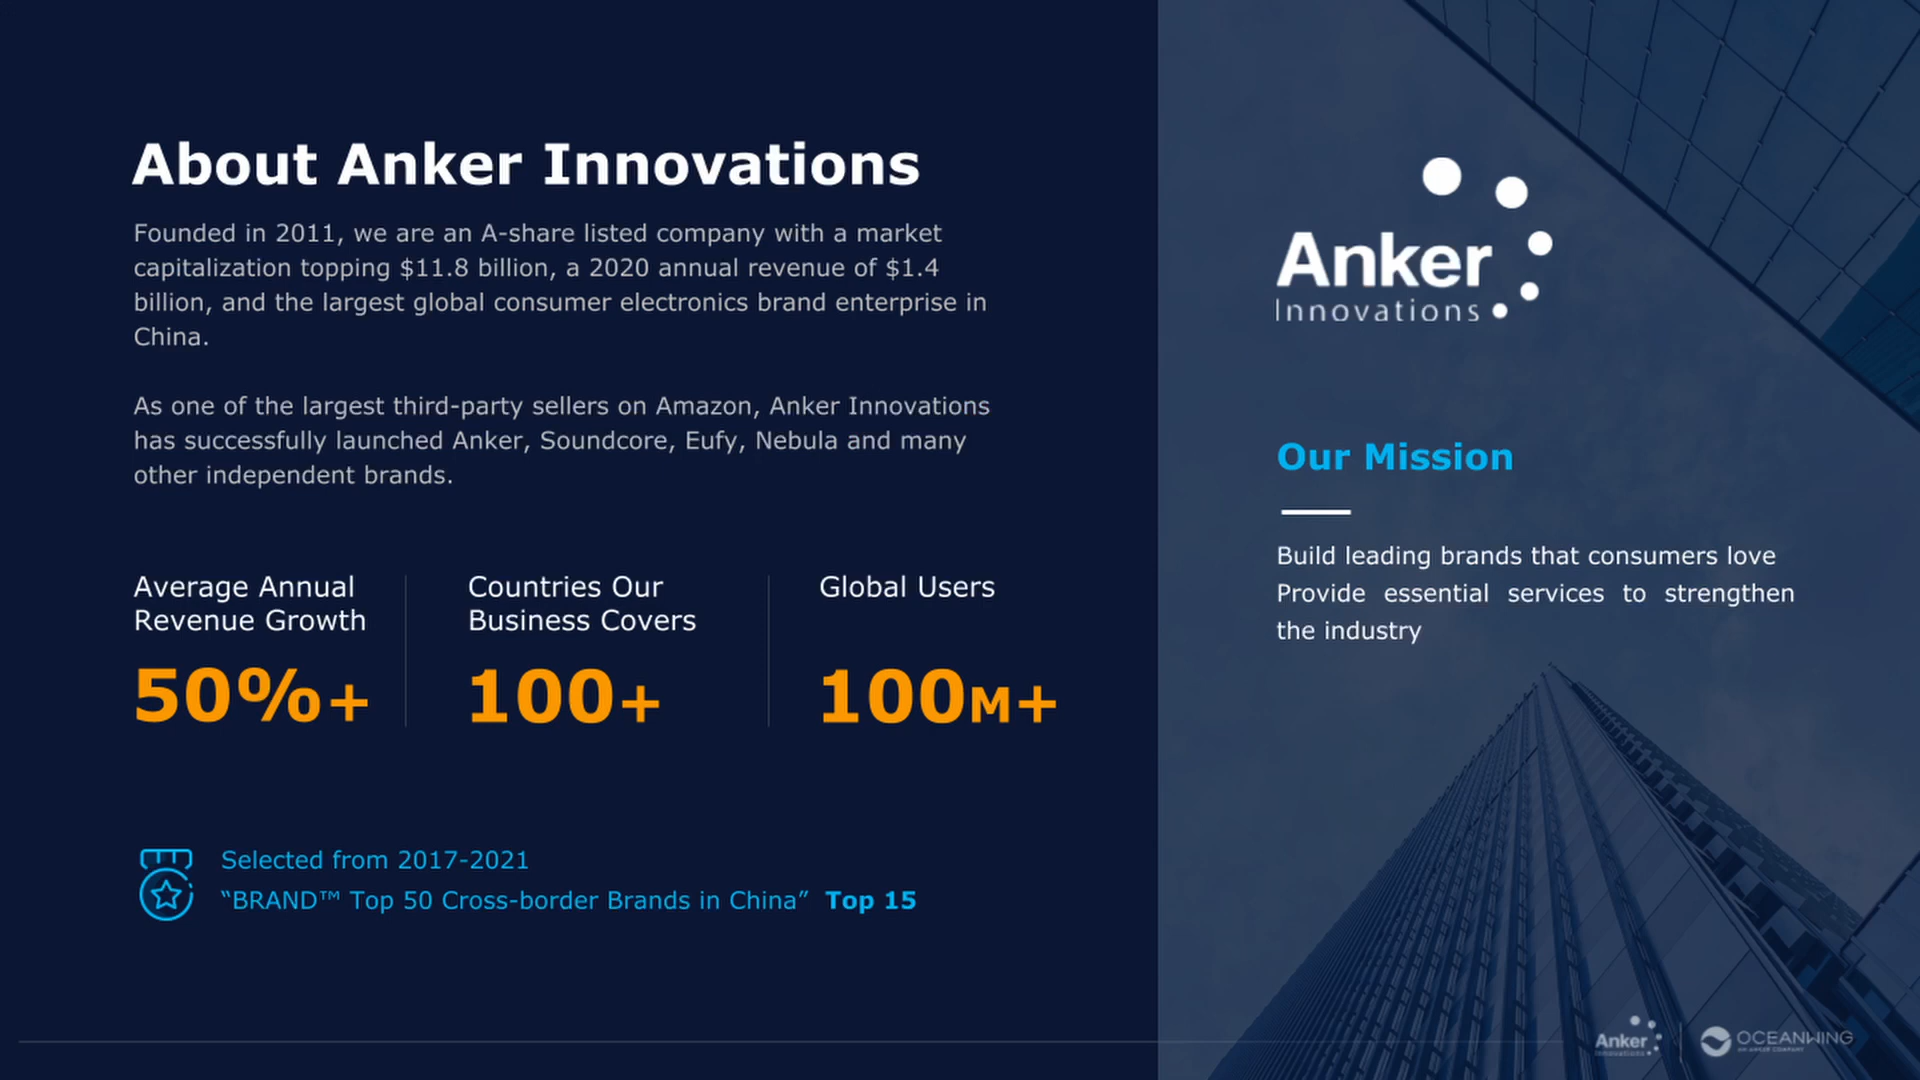 About Anker Innovations
Founded in 2011, we are an A-share listed company with a market
capitalization topping $11.8 billion, a 2020 annual revenue of $1.4
billion, and the largest global consumer electronics brand enterprise in
China.
As one of the largest third-party sellers on Amazon, Anker Innovations
has successfully launched Anker, Soundcore, Eufy, Nebula and many
other independent brands.
Average Annual
Revenue Growth
50%+
Countries Our
Business Covers
100+
Global Users
100M+
Selected from 2017-2021
“BRAND™ Top 50 Cross-border Brands in China” Top 15
Anker
Innovations
Our Mission
Build leading brands that consumers love
Provide essential services to strengthen
the industry
Anker
Innovations
OCEANWING
AN ANKER COMPANY